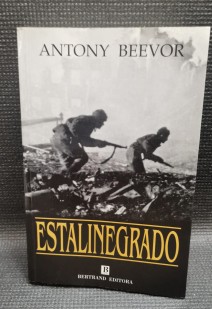 ANTONY BEEVOR
ESTALINEGRADO
B
BERTRAND EDITORA